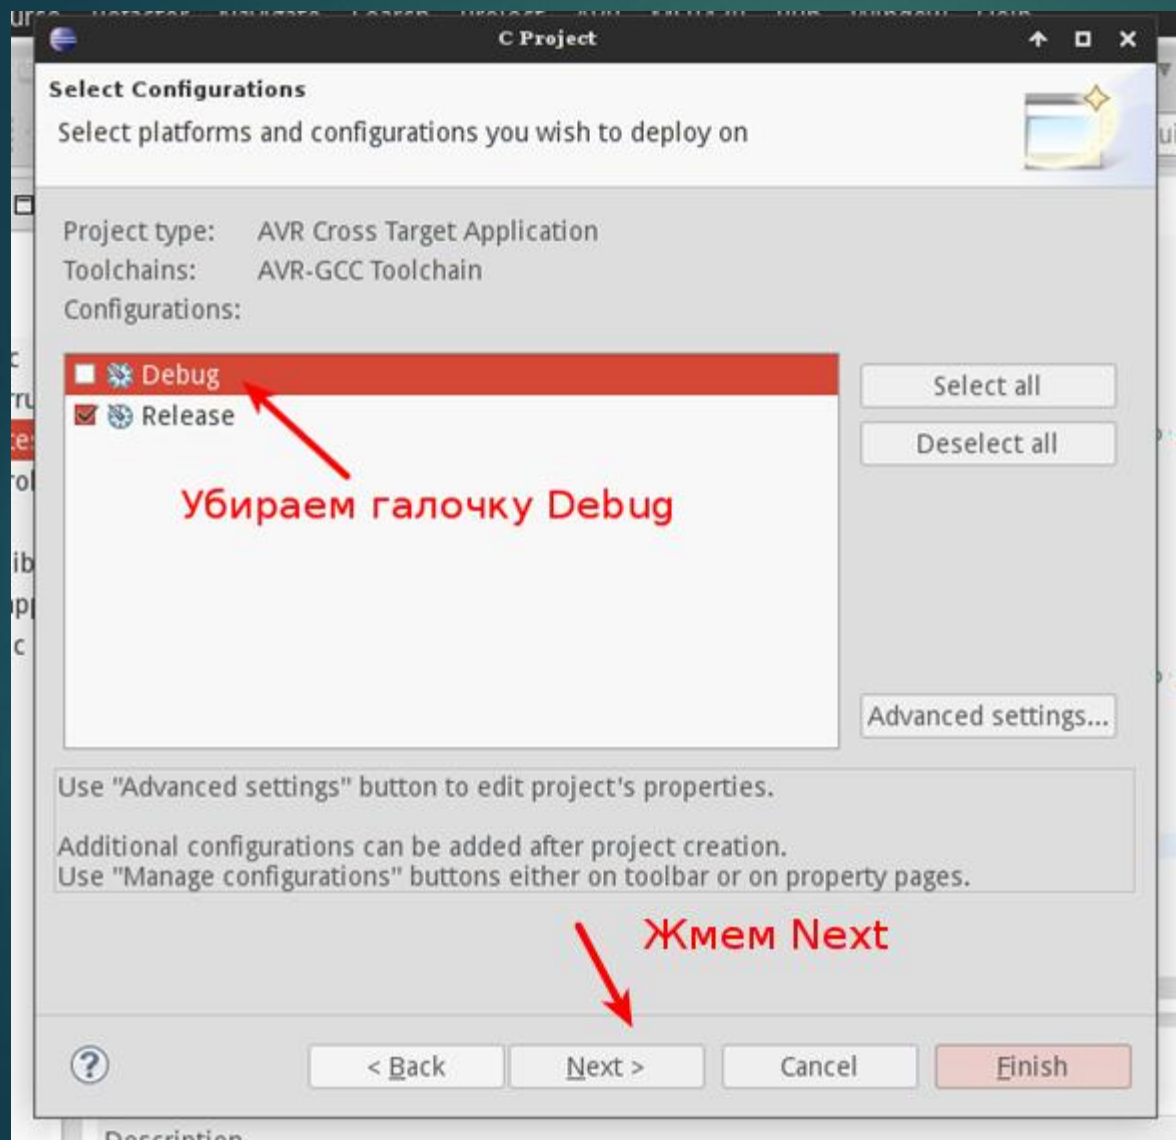 C Project
Select Configurations
Select platforms and configurations you wish to deploy on
Project type: AVR Cross Target Application
Toolchains: AVR-GCC Toolchain
Configurations:
Debug
Release
Select all
Deselect all
Убираем галочку Debug
Advanced settings...
Use "Advanced settings" button to edit project's properties.
Additional configurations can be added after project creation.
Use "Manage configurations" buttons either on toolbar or on property pages.
Жмем Next
< Back
Next >
Cancel
Finish